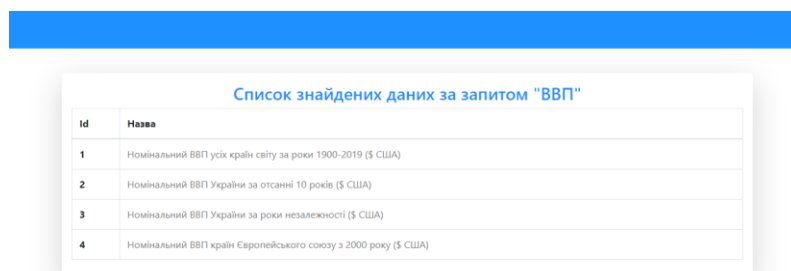 Список знайдених даних за запитом "ВВП"
Id Назва
1 Номінальний ВВП усіх країн світу за роки 1900-2019 ($ США)
2 Номінальний ВВП України за отсанні 10 років ($ США)
3 Номінальний ВВП України за роки незалежності ($ США)
4 Номінальний ВВП країн Європейського союзу з 2000 року ($ США)